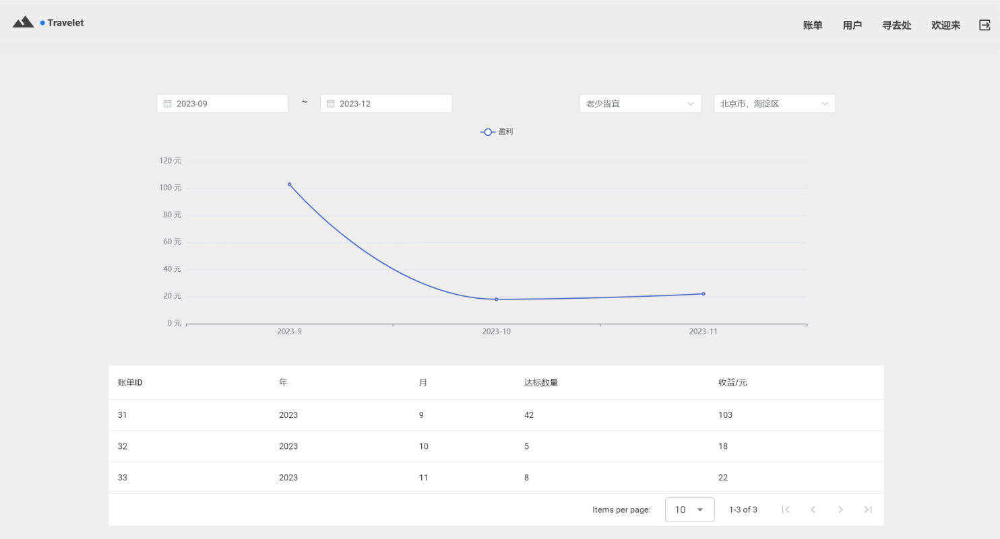 Travelet 账单 用户 寻去处 欢迎来
2023-09 ~ 2023-12 老少皆宜 北京市，海淀区
盈利
120 元
100 元
80 元
60 元
40 元
20 元
0 元
2023-9 2023-10 2023-11
账单ID 年 月 达标数量 收益/元
31 2023 9 42 103
32 2023 10 5 18
33 2023 11 8 22
Items per page: 10 1-3 of 3